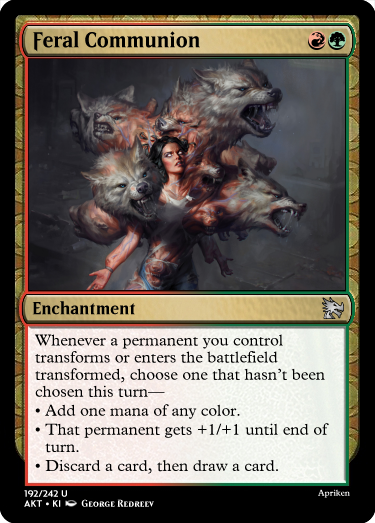 Feral Communion
Enchantment
Whenever a permanent you control
transforms or enters the battlefield
transformed, choose one that hasn't been
chosen this turn—
• Add one mana of any color.
• That permanent gets +1/+1 until end of
turn.
• Discard a card, then draw a card.
192/242 U
Apriken
AKT • KI George Redreev